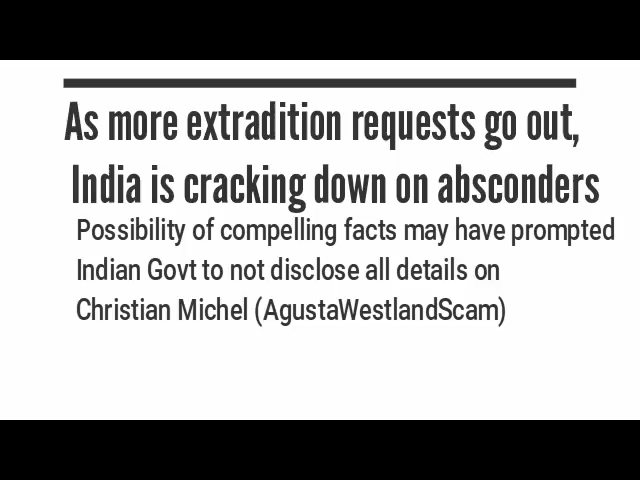 As more extradition requests go out,
India is cracking down on absconders
Possibility of compelling facts may have prompted
Indian Govt to not disclose all details on
Christian Michel (AgustaWestlandScam)